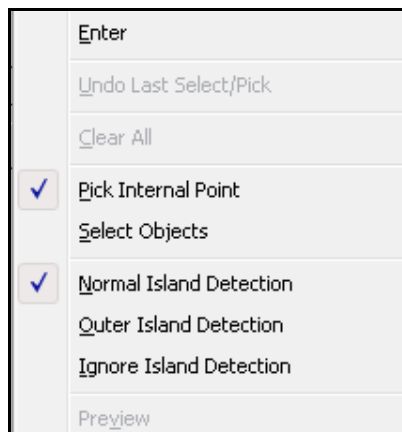 Enter
Undo Last Select/Pick
Clear All
Pick Internal Point
Select Objects
Normal Island Detection
Outer Island Detection
Ignore Island Detection
Preview